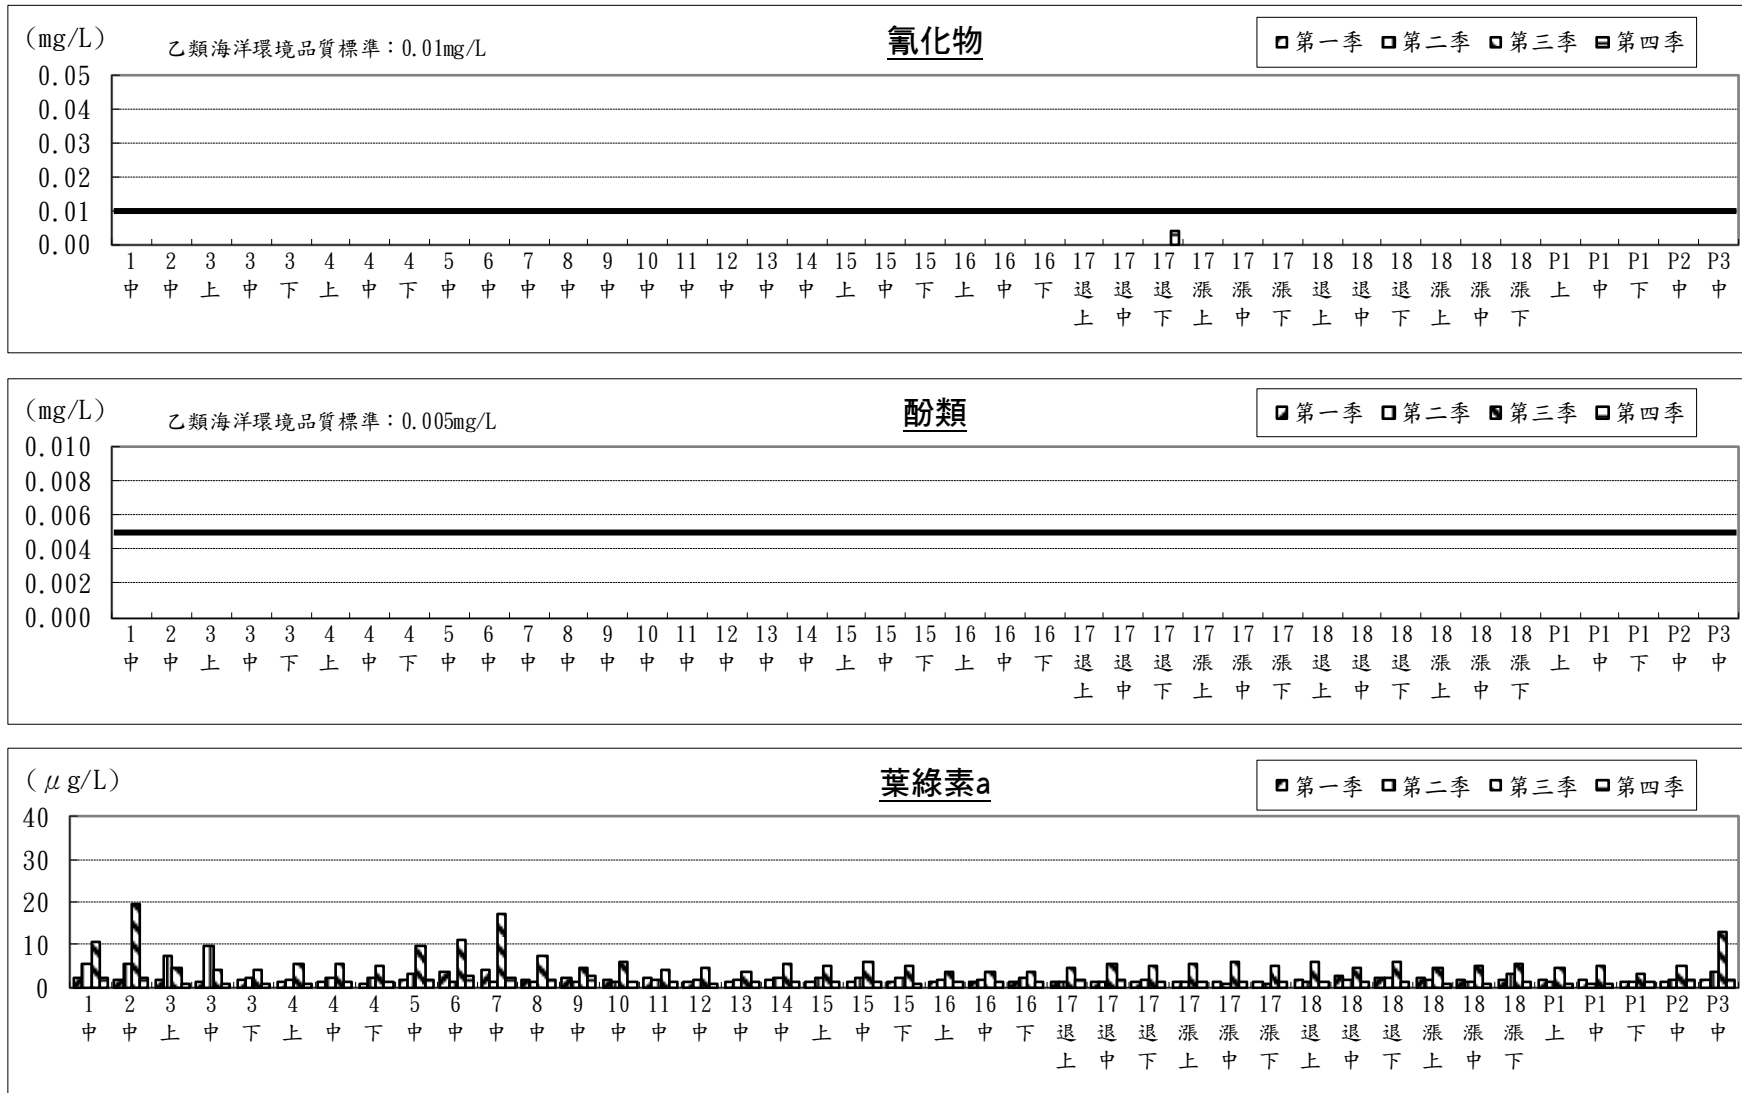 (mg/L)
乙類海洋環境品質標準：0.01mg/L
氰化物
第一季 第二季 第三季 第四季
0.05
0.04
0.03
0.02
0.01
0.00
1 2 3 3 3 4 4 4 5 6 7 8 9 10 11 12 13 14 15 15 15 16 16 16 17 17 17 17 17 17 18 18 18 18 18 18 P1 P1 P1 P2 P3
中 中 上 中 下 上 中 下 中 中 中 中 中 中 中 中 中 中 上 中 下 上 中 下 退 退 退 漲 漲 漲 退 退 退 漲 漲 漲 上 中 下 中 中
上 中 下 上 中 下 上 中 下 上 中 下
(mg/L)
乙類海洋環境品質標準：0.005mg/L
酚類
第一季 第二季 第三季 第四季
0.010
0.008
0.006
0.004
0.002
0.000
1 2 3 3 3 4 4 4 5 6 7 8 9 10 11 12 13 14 15 15 15 16 16 16 17 17 17 17 17 17 18 18 18 18 18 18 P1 P1 P1 P2 P3
中 中 上 中 下 上 中 下 中 中 中 中 中 中 中 中 中 中 上 中 下 上 中 下 退 退 退 漲 漲 漲 退 退 退 漲 漲 漲 上 中 下 中 中
上 中 下 上 中 下 上 中 下 上 中 下
(μg/L)
葉綠素a
第一季 第二季 第三季 第四季
40
30
20
10
0
1 2 3 3 3 4 4 4 5 6 7 8 9 10 11 12 13 14 15 15 15 16 16 16 17 17 17 17 17 17 18 18 18 18 18 18 P1 P1 P1 P2 P3
中 中 上 中 下 上 中 下 中 中 中 中 中 中 中 中 中 中 上 中 下 上 中 下 退 退 退 漲 漲 漲 退 退 退 漲 漲 漲 上 中 下 中 中
上 中 下 上 中 下 上 中 下 上 中 下